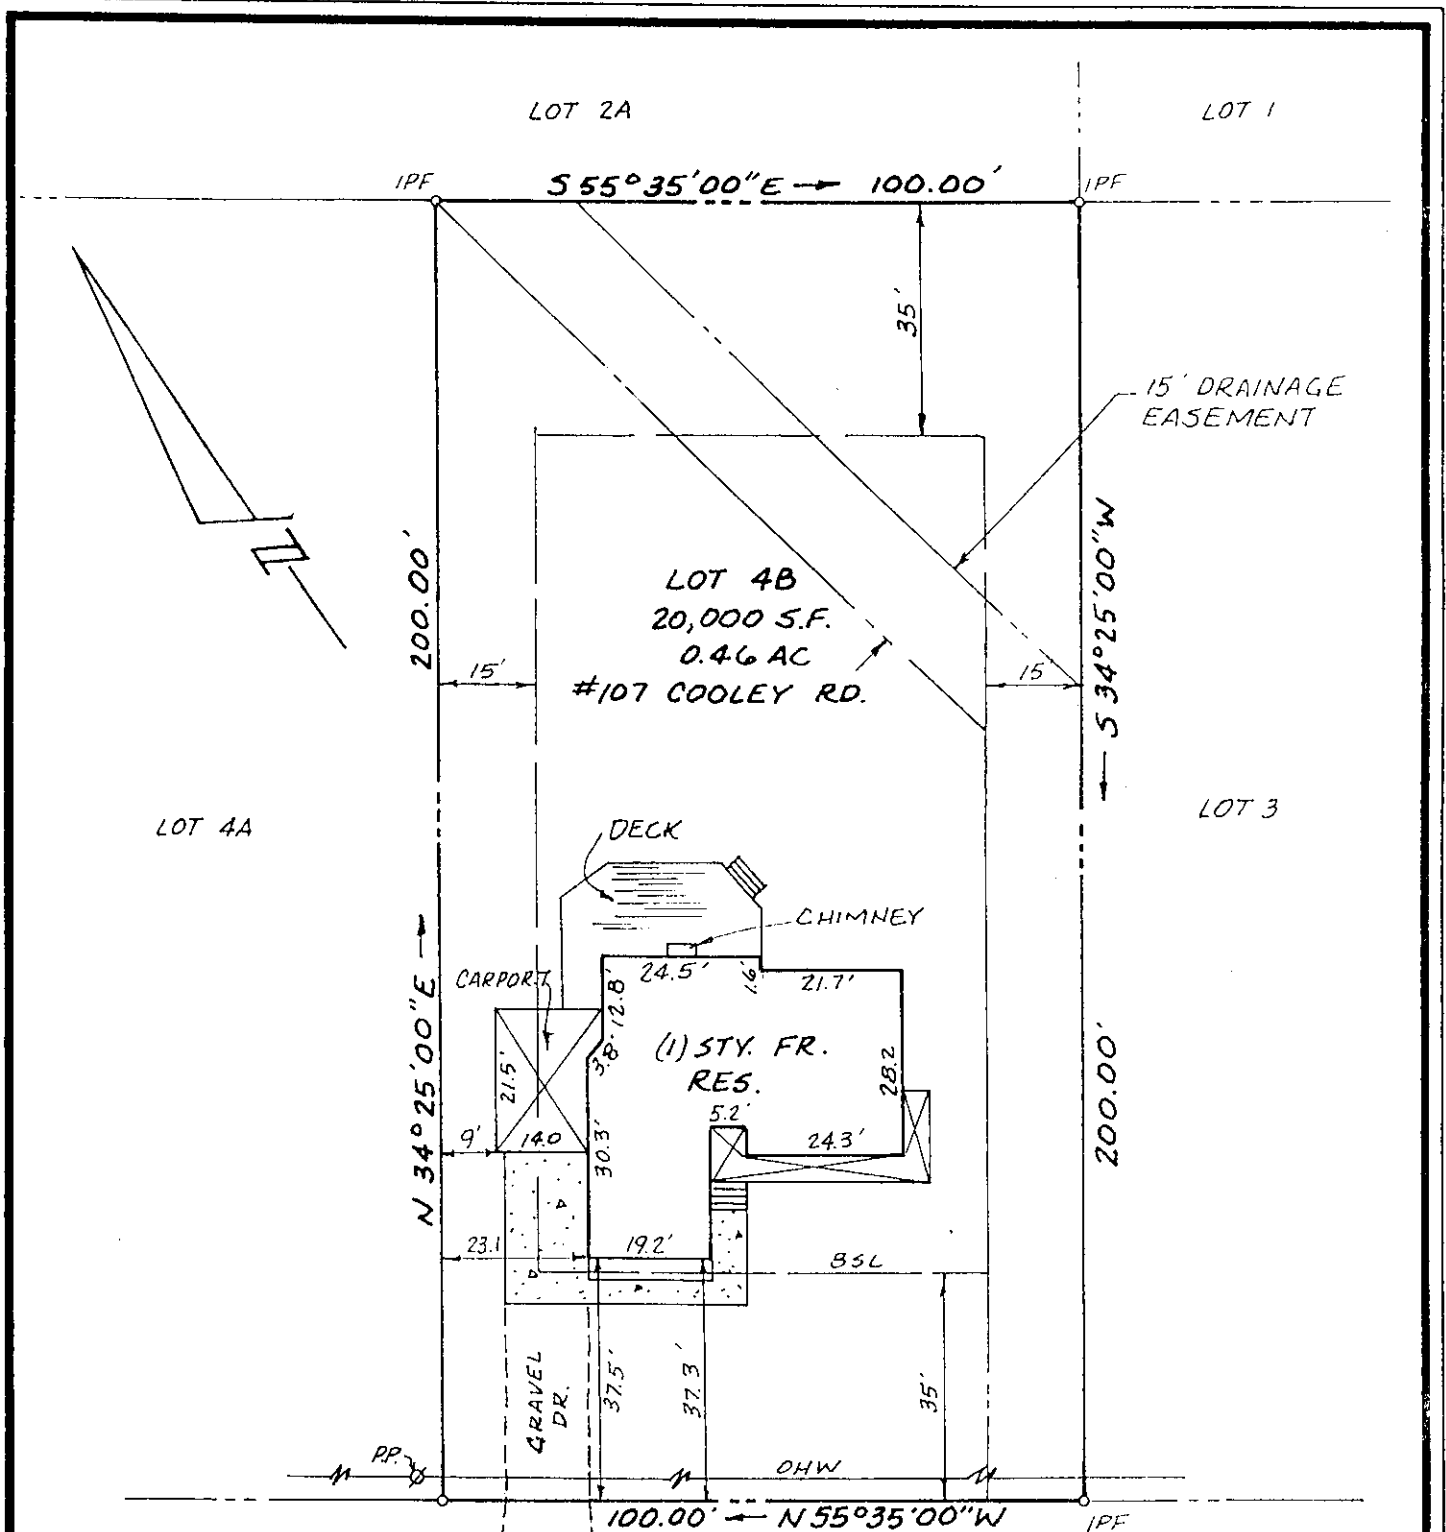 LOT 2A
LOT 1
IPF
S 55°35'00"E → 100.00'
IPF
35'
15' DRAINAGE
EASEMENT
N
200.00'
S 34°25'00"W
LOT 4B
20,000 S.F.
0.46 AC
#107 COOLEY RD.
15'
15'
LOT 4A
LOT 3
DECK
CHIMNEY
CARPORT
24.5'
1.6'
21.7'
12.8'
3.8'
(1) STY. FR.
RES.
28.2
21.5'
5.2'
24.3'
9'
14.0
30.3'
N 34°25'00"E
200.00'
23.1
19.2'
BSL
GRAVEL
DR.
37.5'
37.3'
35'
P.P.
OHW
100.00' ← N 55°35'00"W
IPF